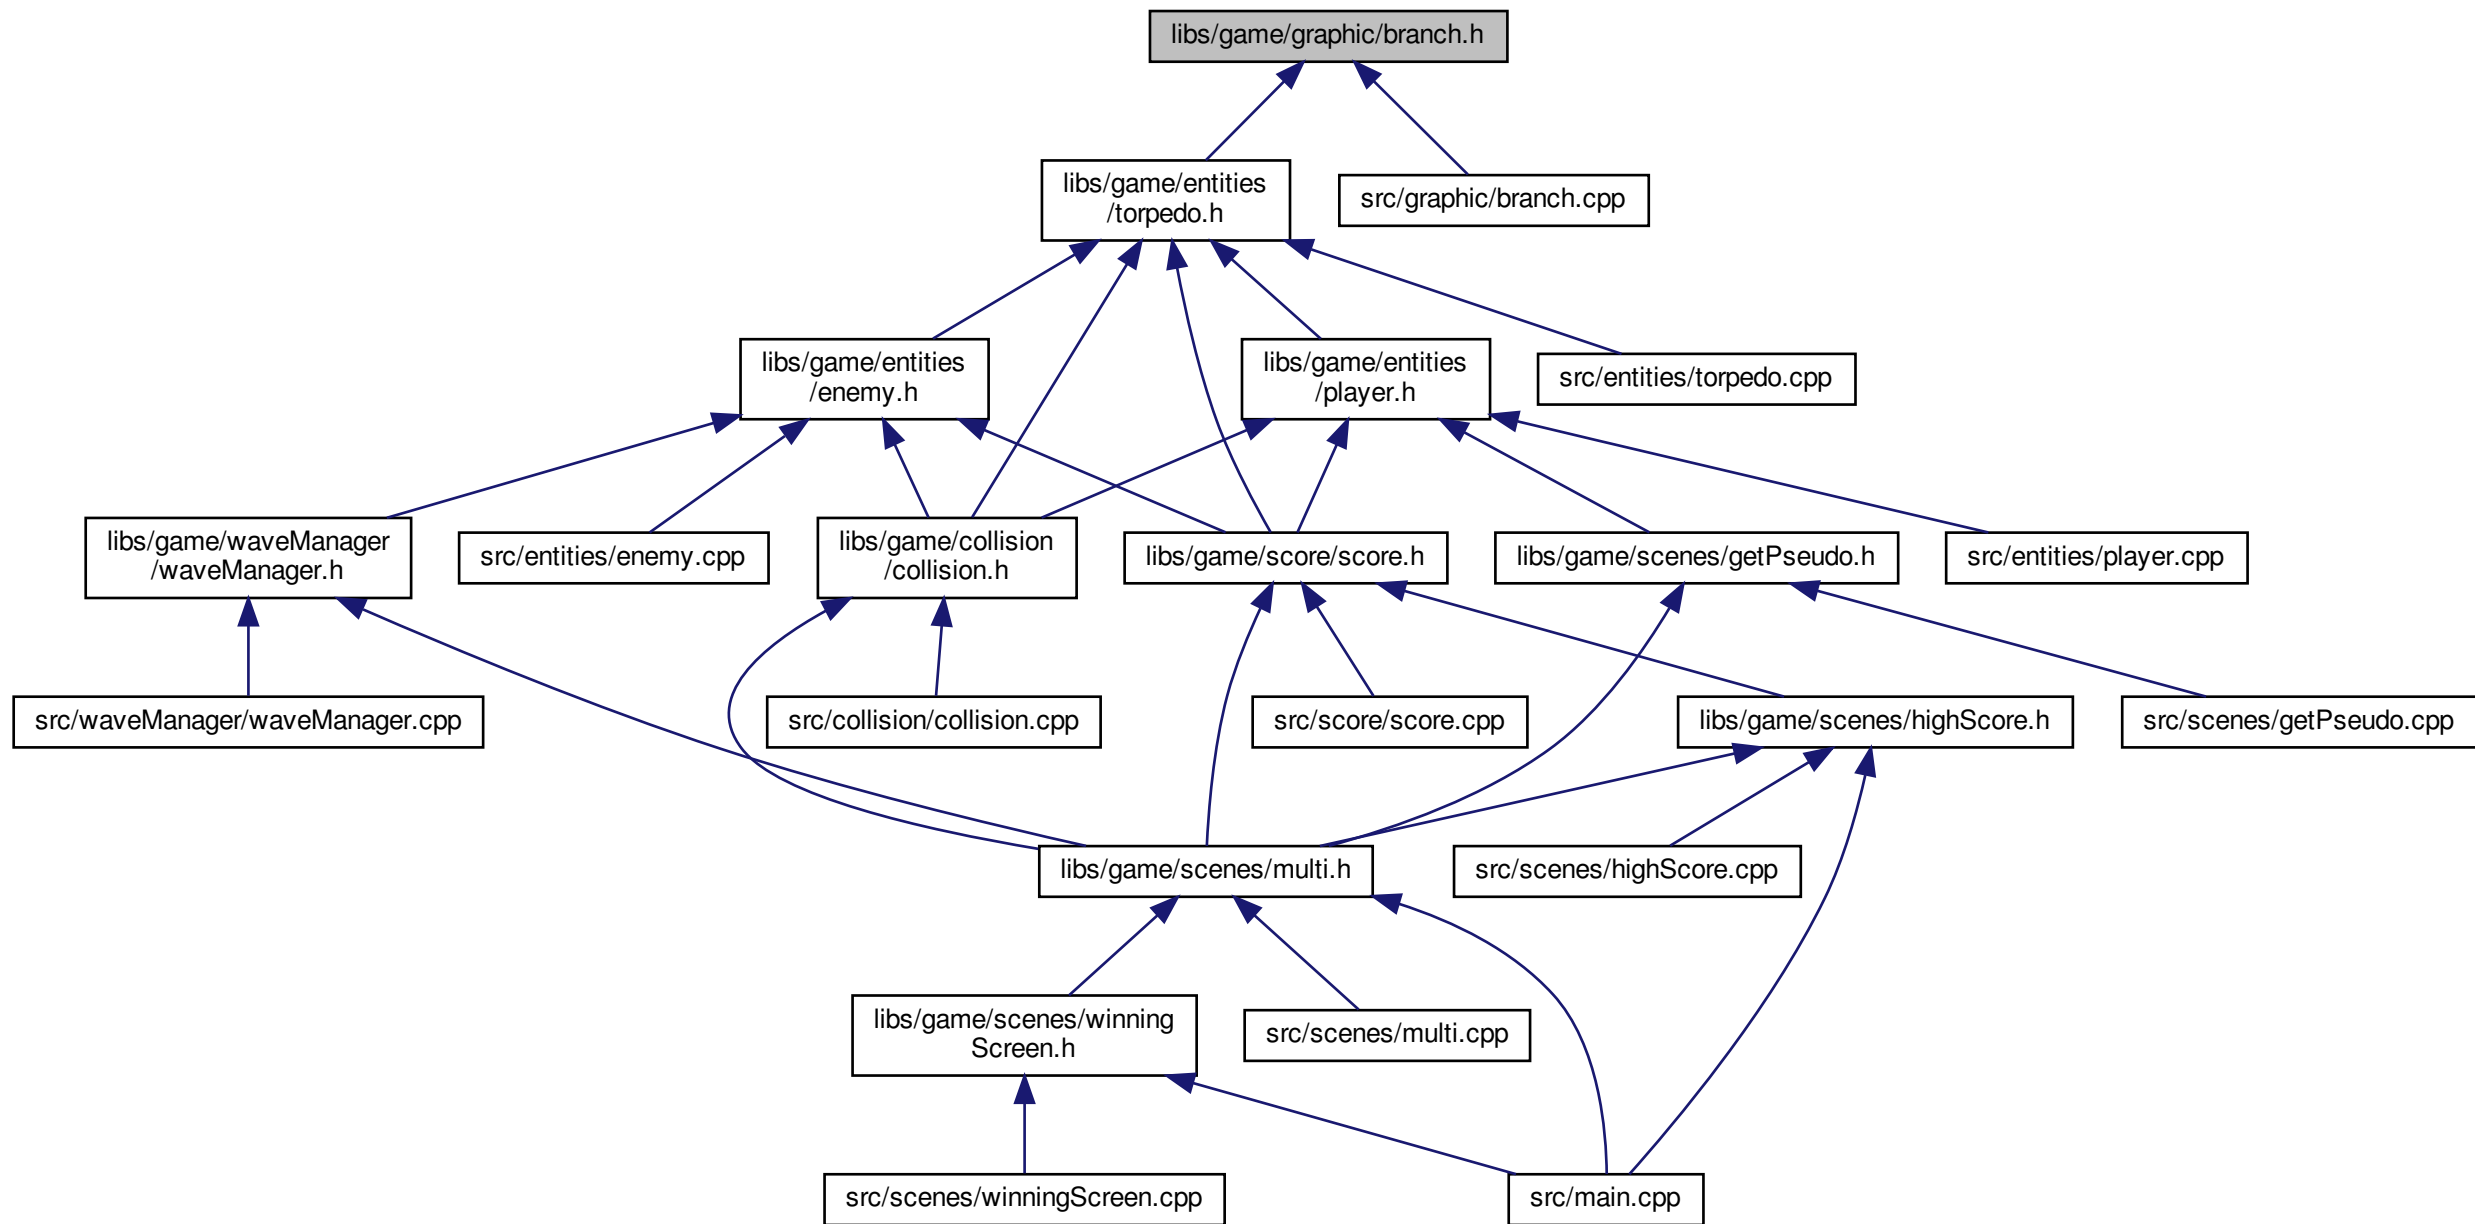 libs/game/graphic/branch.h
libs/game/entities
/torpedo.h
src/graphic/branch.cpp
libs/game/entities
/enemy.h
libs/game/entities
/player.h
src/entities/torpedo.cpp
libs/game/waveManager
/waveManager.h
src/entities/enemy.cpp
libs/game/collision
/collision.h
libs/game/score/score.h
libs/game/scenes/getPseudo.h
src/entities/player.cpp
src/waveManager/waveManager.cpp
src/collision/collision.cpp
src/score/score.cpp
libs/game/scenes/highScore.h
src/scenes/getPseudo.cpp
libs/game/scenes/multi.h
src/scenes/highScore.cpp
libs/game/scenes/winning
Screen.h
src/scenes/multi.cpp
src/scenes/winningScreen.cpp
src/main.cpp